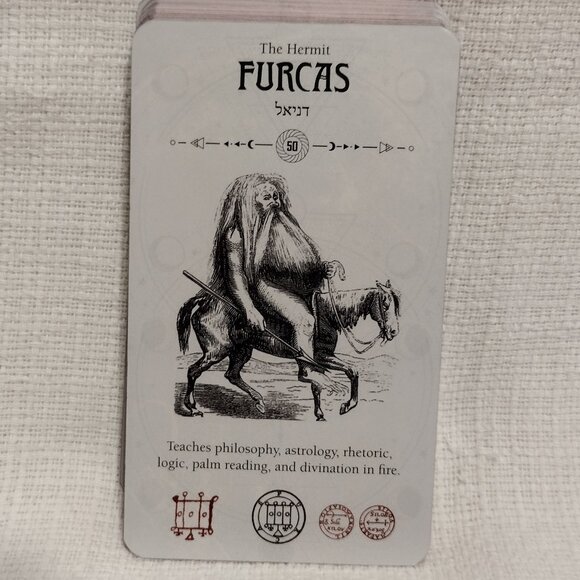 The Hermit
FURCAS
דניאל
50
Teaches philosophy, astrology, rhetoric,
logic, palm reading, and divination in fire.